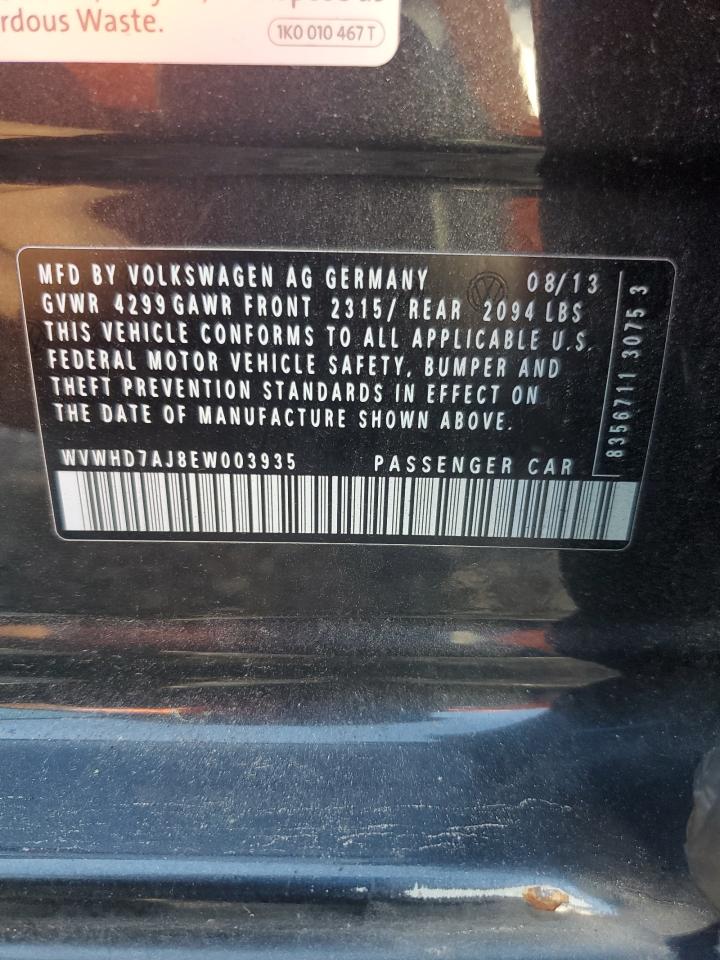 rdous Waste.
1K0 010 467 T
MFD BY VOLKSWAGEN AG GERMANY 08/13
GVWR 4299 GAWR FRONT 2315/ REAR 2094 LBS
THIS VEHICLE CONFORMS TO ALL APPLICABLE U.S.
FEDERAL MOTOR VEHICLE SAFETY, BUMPER AND
THEFT PREVENTION STANDARDS IN EFFECT ON
THE DATE OF MANUFACTURE SHOWN ABOVE.
WVWHD7AJ8EW003935 PASSENGER CAR
8356711 3075 3